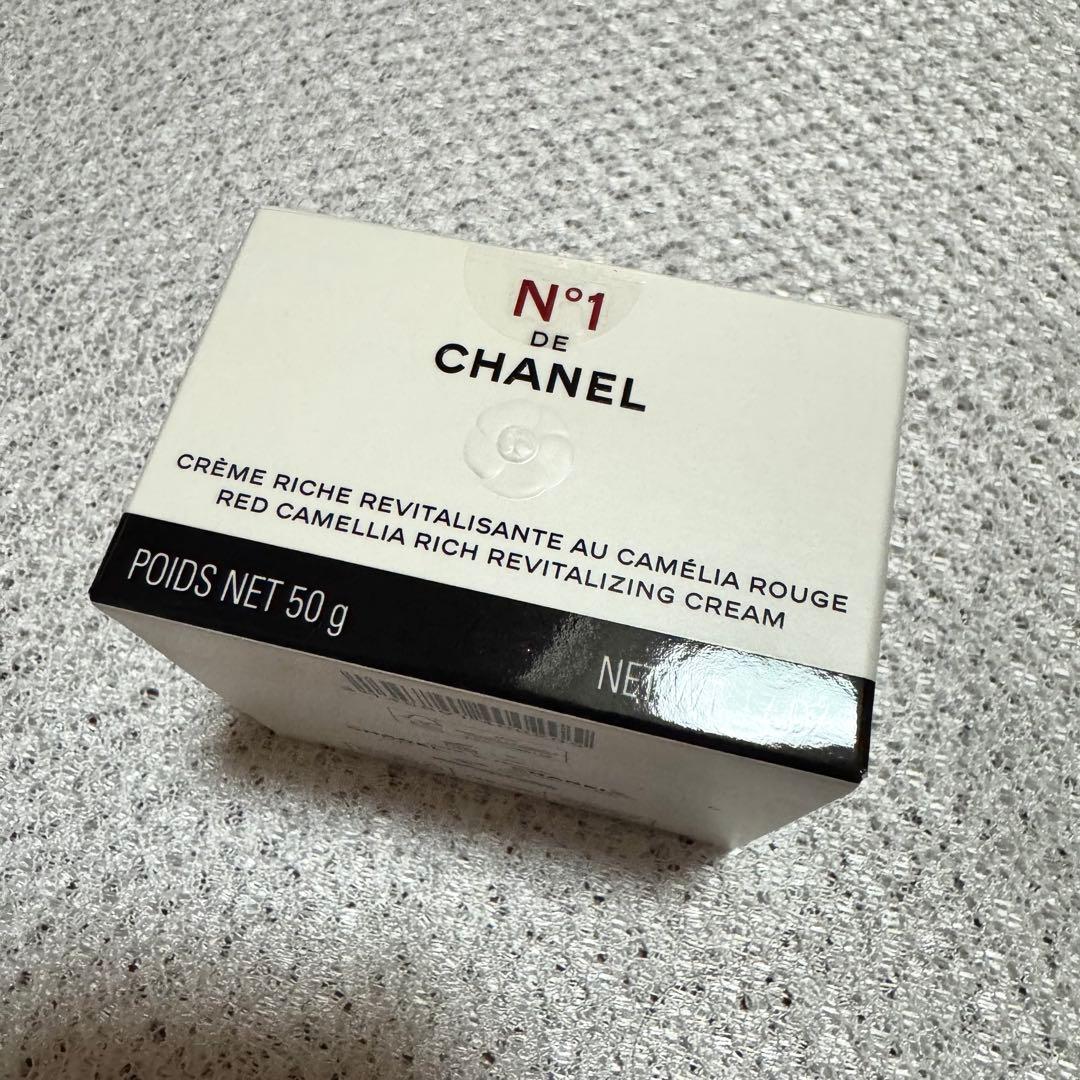 N°1
DE
CHANEL
CRÈME RICHE REVITALISANTE AU CAMÉLIA ROUGE
RED CAMELLIA RICH REVITALIZING CREAM
POIDS NET 50 g